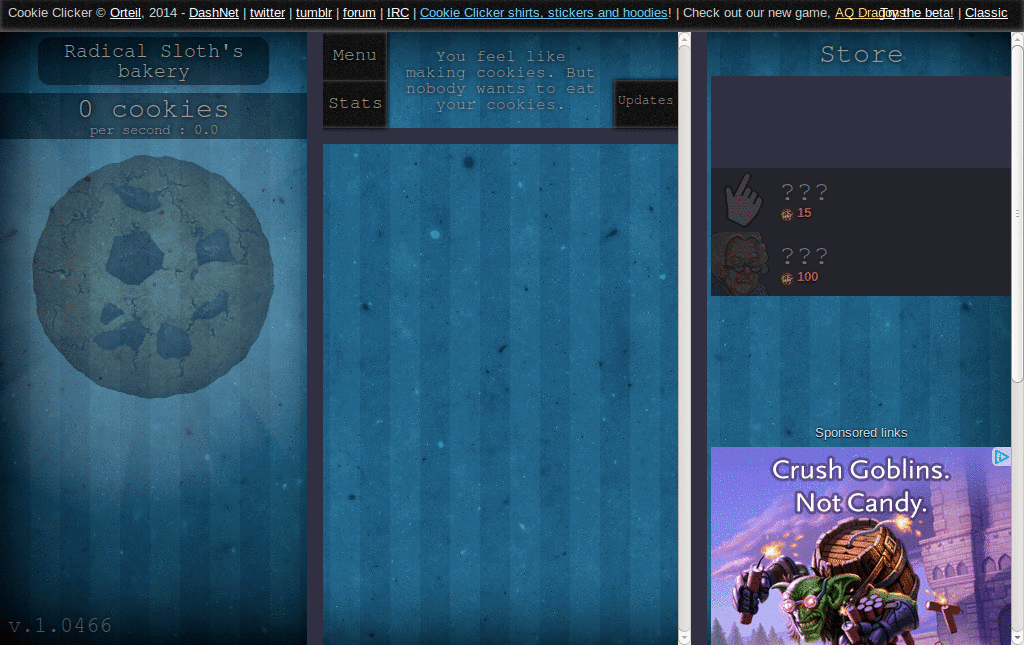 Cookie Clicker © Orteil, 2014 - DashNet | twitter | tumblr | forum | IRC | Cookie Clicker shirts, stickers and hoodies! | Check out our new game, AQ Try the beta! | Classic
Radical Sloth's
bakery
0 cookies
per second : 0.0
v.1.0466
Menu
Stats
You feel like
making cookies. But
nobody wants to eat
your cookies.
Updates
Store
???
15
???
100
Sponsored links
Crush Goblins.
Not Candy.